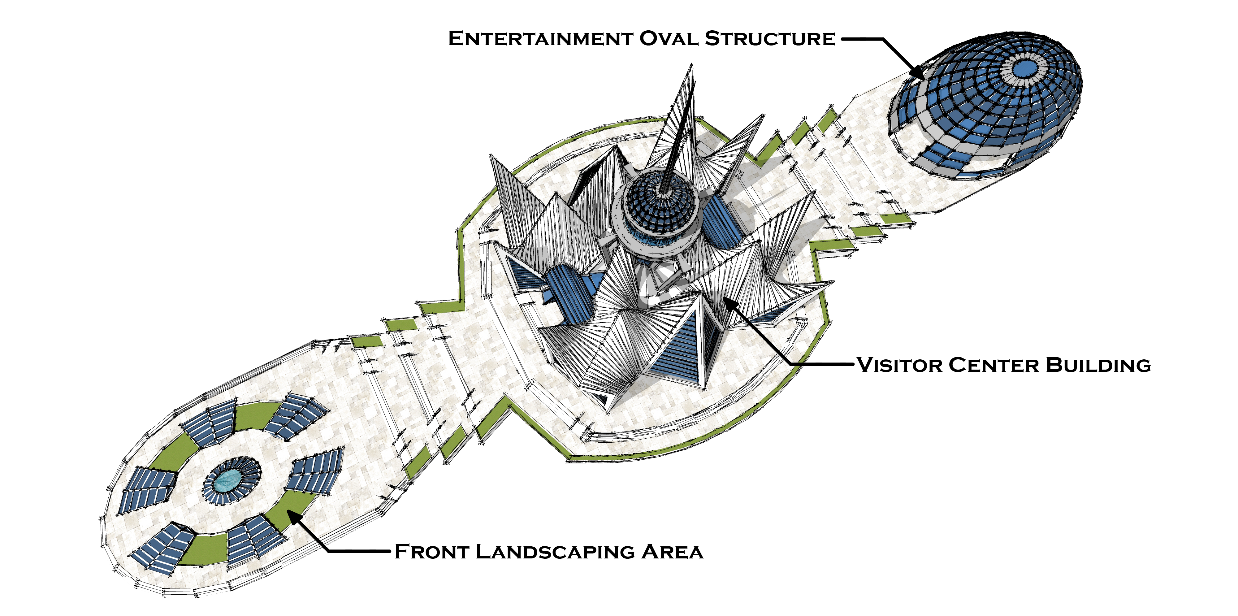 Entertainment Oval Structure
Visitor Center Building
Front Landscaping Area